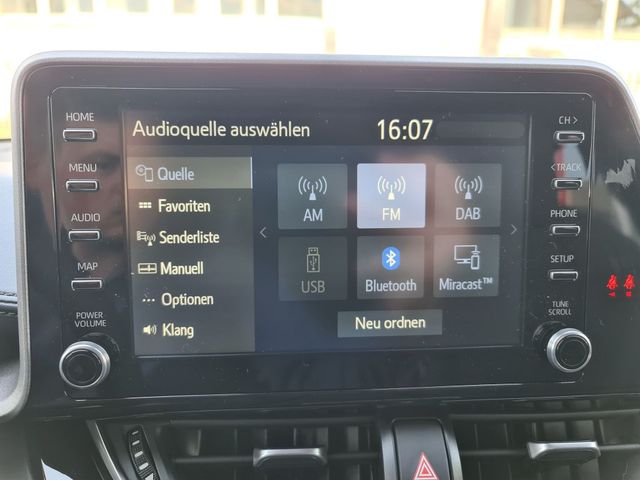 HOME
MENU
AUDIO
MAP
POWER
VOLUME
Audioquelle auswählen
16:07
Quelle
Favoriten
Senderliste
Manuell
Optionen
Klang
AM
FM
DAB
USB
Bluetooth
Miracast™
Neu ordnen
CH >
< TRACK
PHONE
SETUP
TUNE
SCROLL